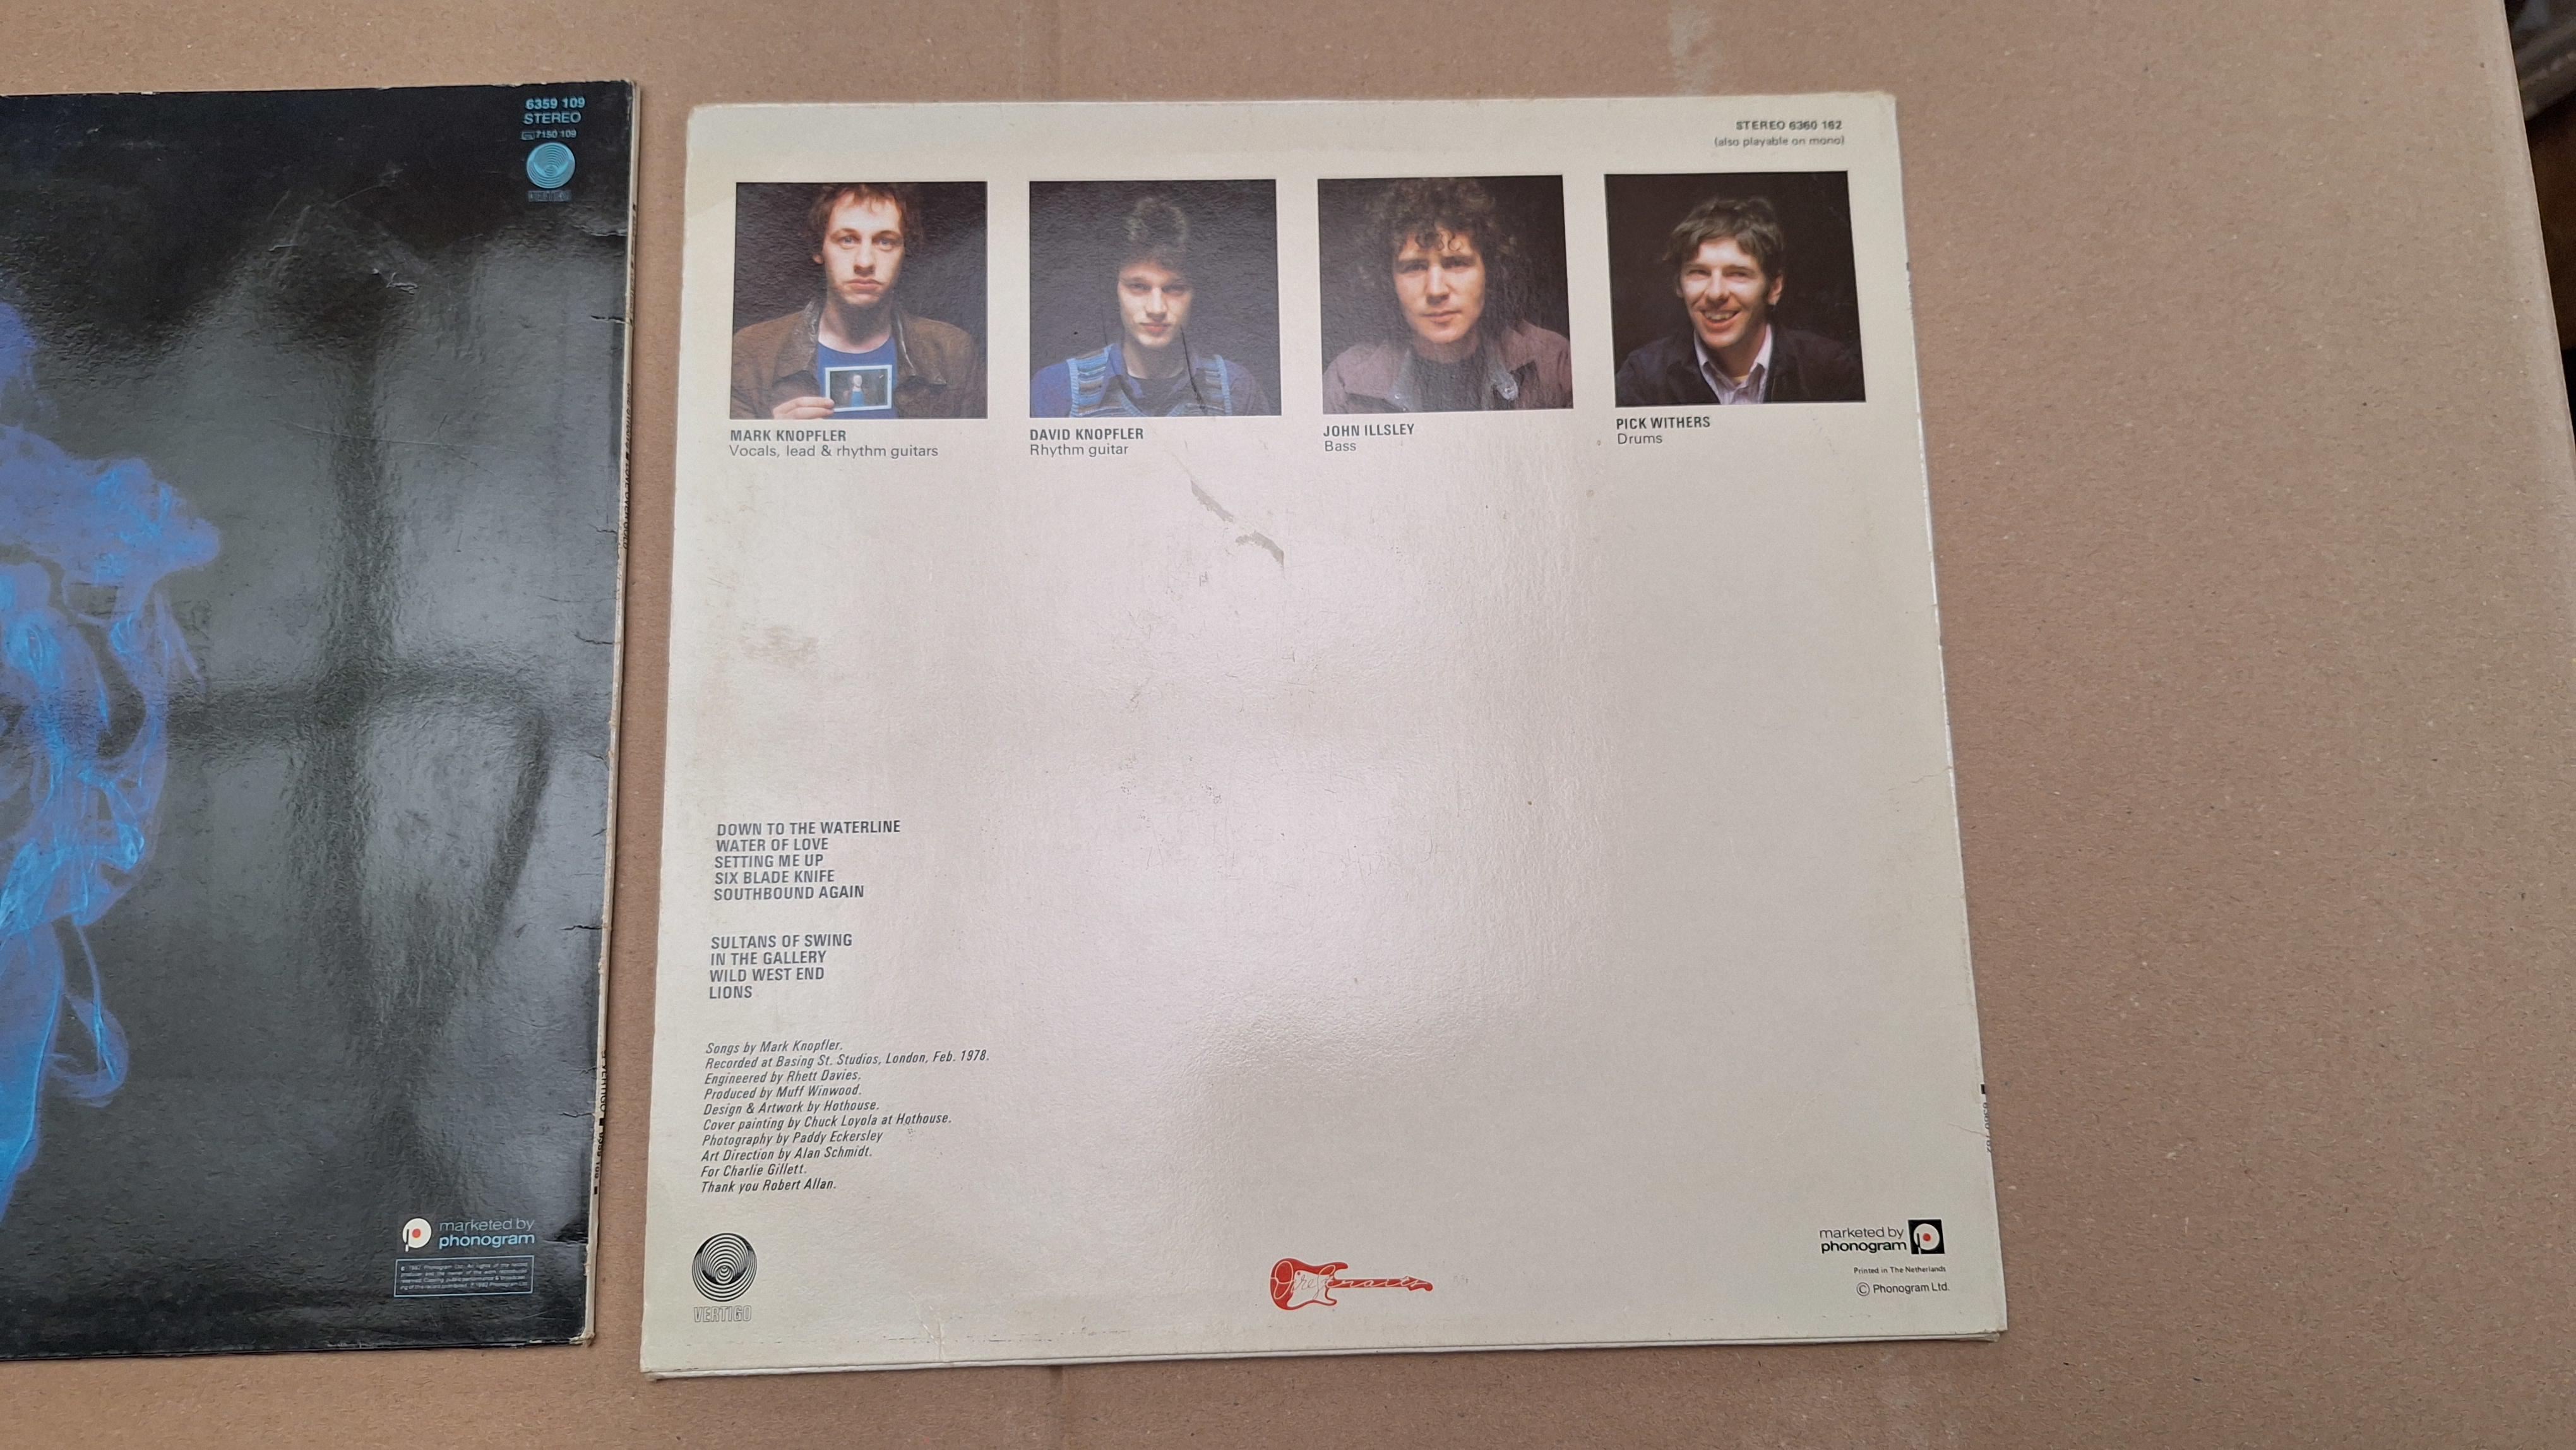 6359 109
STEREO
7150 109
VERTIGO
marketed by
phonogram
STEREO 6360 162
(also playable on mono)
MARK KNOPFLER
Vocals, lead & rhythm guitars
DAVID KNOPFLER
Rhythm guitar
JOHN ILLSLEY
Bass
PICK WITHERS
Drums
DOWN TO THE WATERLINE
WATER OF LOVE
SETTING ME UP
SIX BLADE KNIFE
SOUTHBOUND AGAIN
SULTANS OF SWING
IN THE GALLERY
WILD WEST END
LIONS
Songs by Mark Knopfler.
Recorded at Basing St. Studios, London, Feb. 1978.
Engineered by Rhett Davies.
Produced by Muff Winwood.
Design & Artwork by Hothouse.
Cover painting by Chuck Loyola at Hothouse.
Photography by Paddy Eckersley
Art Direction by Alan Schmidt.
For Charlie Gillett.
Thank you Robert Allan.
VERTIGO
Dire Straits
marketed by
phonogram
Printed in The Netherlands
© Phonogram Ltd.